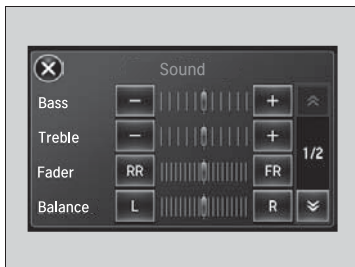 Sound
Bass - +
Treble - +
1/2
Fader RR FR
Balance L R